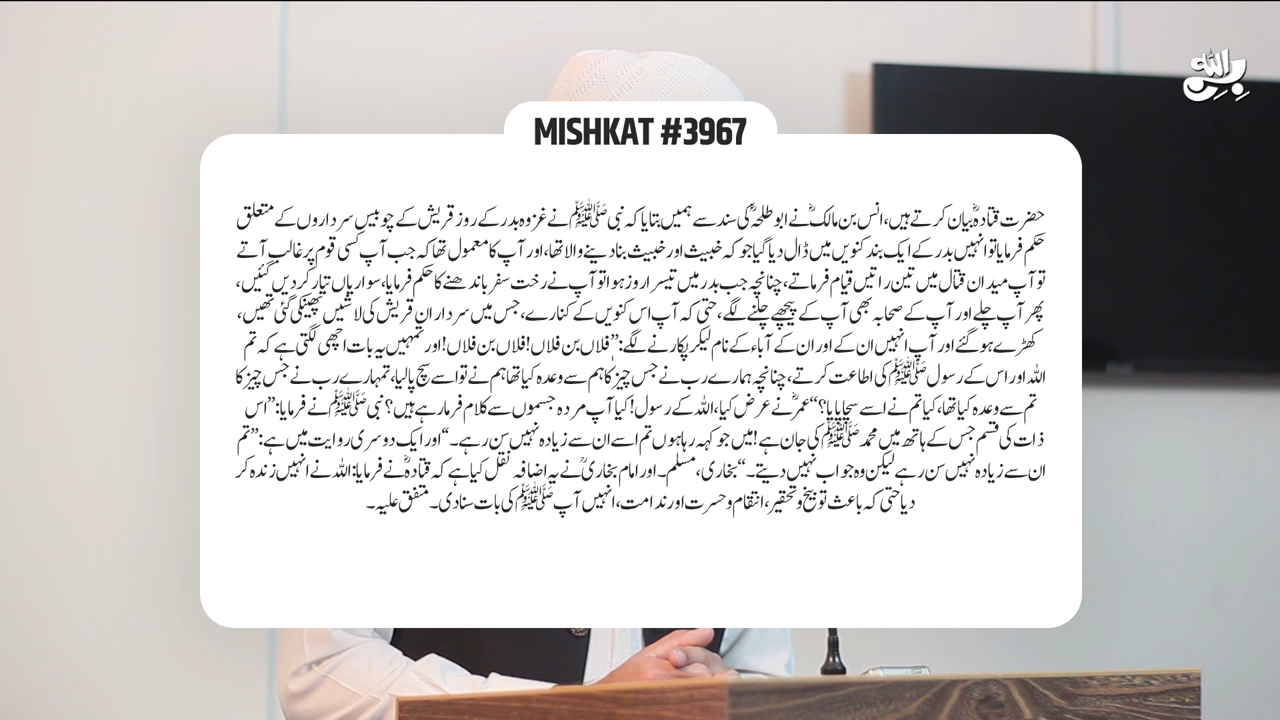 MISHKAT #3967
حضرت قتادہؓ بیان کرتے ہیں، انس بن مالکؓ نے ابو طلحہؓ کی سند سے ہمیں بتایا کہ نبی ﷺ نے غزوہ بدر کے روز قریش کے چوبیس سرداروں کے متعلق
حکم فرمایا تو انہیں بدر کے ایک بند کنویں میں ڈال دیا گیا جو کہ خبیث اور خبیث بنا دینے والا تھا، اور آپ کا معمول تھا کہ جب آپ کسی قوم پر غالب آتے
تو آپ میدان قتال میں تین راتیں قیام فرماتے، چنانچہ جب بدر میں تیسرا روز ہوا تو آپ نے رخت سفر باندھنے کا حکم فرمایا، سواریاں تیار کر دیں گئیں،
پھر آپ چلے اور آپ کے صحابہ بھی آپ کے پیچھے چلنے لگے، حتی کہ آپ اس کنویں کے کنارے، جس میں سردارانِ قریش کی لاشیں پھینکی گئی تھیں،
کھڑے ہو گئے اور آپ انہیں ان کے اور ان کے آباء کے نام لیکر پکارنے لگے: ”فلاں بن فلاں! فلاں بن فلاں! اور تمہیں یہ بات اچھی لگتی ہے کہ تم
اللہ اور اس کے رسول ﷺ کی اطاعت کرتے، چنانچہ ہمارے رب نے جس چیز کا ہم سے وعدہ کیا تھا ہم نے تو اسے سچ پا لیا، تمہارے رب نے جس چیز کا
تم سے وعدہ کیا تھا، کیا تم نے اسے سچا پایا؟“ عمرؓ نے عرض کیا، اللہ کے رسول! کیا آپ مردہ جسموں سے کلام فرما رہے ہیں؟ نبی ﷺ نے فرمایا: ”اس
ذات کی قسم جس کے ہاتھ میں محمد ﷺ کی جان ہے! میں جو کہہ رہا ہوں تم اسے ان سے زیادہ نہیں سن رہے۔“ اور ایک دوسری روایت میں ہے: ”تم
ان سے زیادہ نہیں سن رہے لیکن وہ جواب نہیں دیتے۔“ بخاری، مسلم۔ اور امام بخاریؒ نے یہ اضافہ نقل کیا ہے کہ قتادہؓ نے فرمایا: اللہ نے انہیں زندہ کر
دیا حتی کہ باعث توبیخ و تحقیر، انتقام و حسرت اور ندامت، انہیں آپ ﷺ کی بات سنا دی۔ متفق علیہ۔